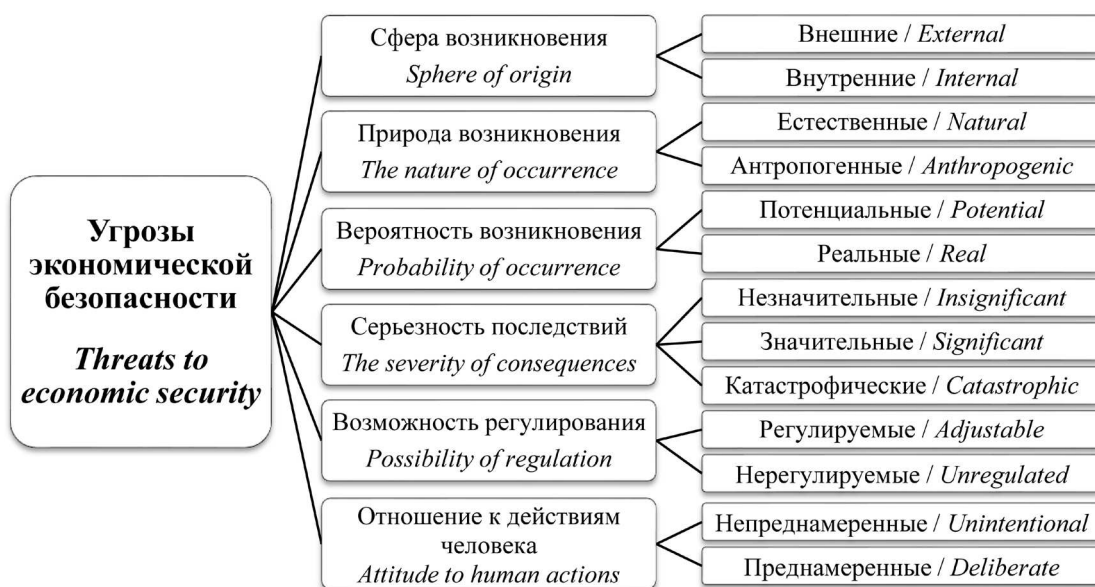 Угрозы
экономической
безопасности
Threats to
economic security
Сфера возникновения
Sphere of origin
Внешние / External
Внутренние / Internal
Природа возникновения
The nature of occurrence
Естественные / Natural
Антропогенные / Anthropogenic
Вероятность возникновения
Probability of occurrence
Потенциальные / Potential
Реальные / Real
Серьезность последствий
The severity of consequences
Незначительные / Insignificant
Значительные / Significant
Катастрофические / Catastrophic
Возможность регулирования
Possibility of regulation
Регулируемые / Adjustable
Нерегулируемые / Unregulated
Отношение к действиям
человека
Attitude to human actions
Непреднамеренные / Unintentional
Преднамеренные / Deliberate